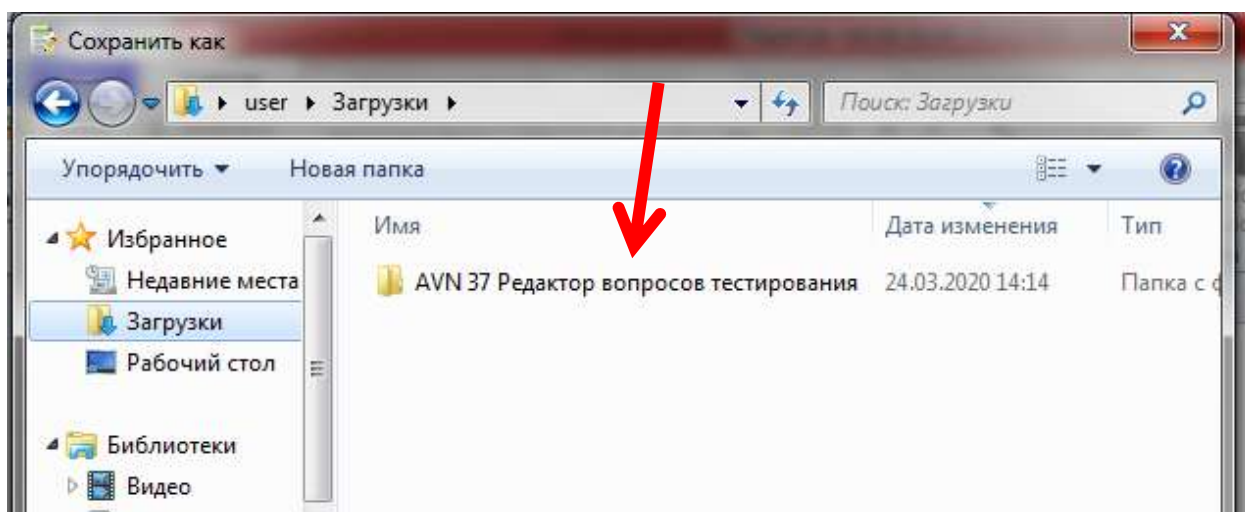 Сохранить как
user Загрузки
Поиск: Загрузки
Упорядочить Новая папка
Избранное
Недавние места
Загрузки
Рабочий стол
Библиотеки
Видео
Имя Дата изменения Тип
AVN 37 Редактор вопросов тестирования 24.03.2020 14:14 Папка с